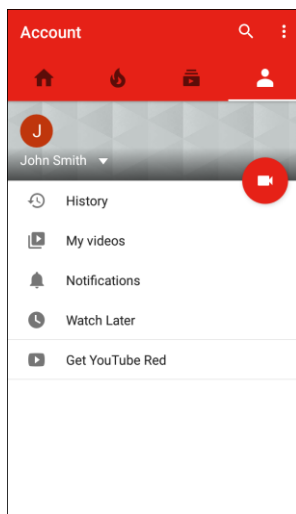 Account
J
John Smith
History
My videos
Notifications
Watch Later
Get YouTube Red